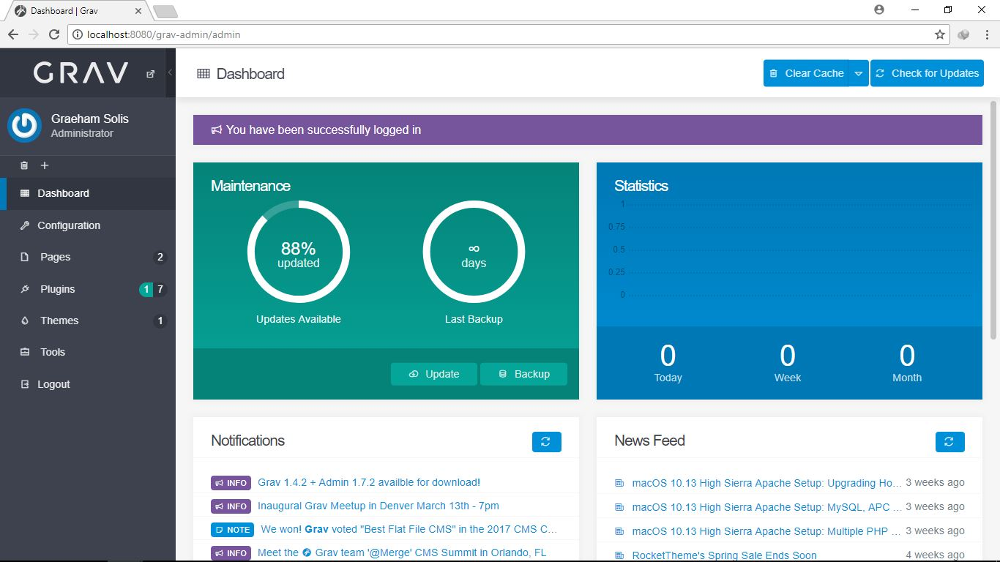 Dashboard | Grav
localhost:8080/grav-admin/admin
GRAV
Graeham Solis
Administrator
Dashboard
Configuration
Pages 2
Plugins 1 7
Themes 1
Tools
Logout
Dashboard
Clear Cache
Check for Updates
You have been successfully logged in
Maintenance
88%
updated
Updates Available
∞
days
Last Backup
Update
Backup
Statistics
1
0.75
0.5
0.25
0
0 0 0
Today Week Month
Notifications
INFO Grav 1.4.2 + Admin 1.7.2 availble for download!
INFO Inaugural Grav Meetup in Denver March 13th - 7pm
NOTE We won! Grav voted "Best Flat File CMS" in the 2017 CMS C...
INFO Meet the Grav team '@Merge' CMS Summit in Orlando, FL
News Feed
macOS 10.13 High Sierra Apache Setup: Upgrading Ho... 3 weeks ago
macOS 10.13 High Sierra Apache Setup: MySQL, APC ... 3 weeks ago
macOS 10.13 High Sierra Apache Setup: Multiple PHP ... 3 weeks ago
RocketTheme's Spring Sale Ends Soon 4 weeks ago